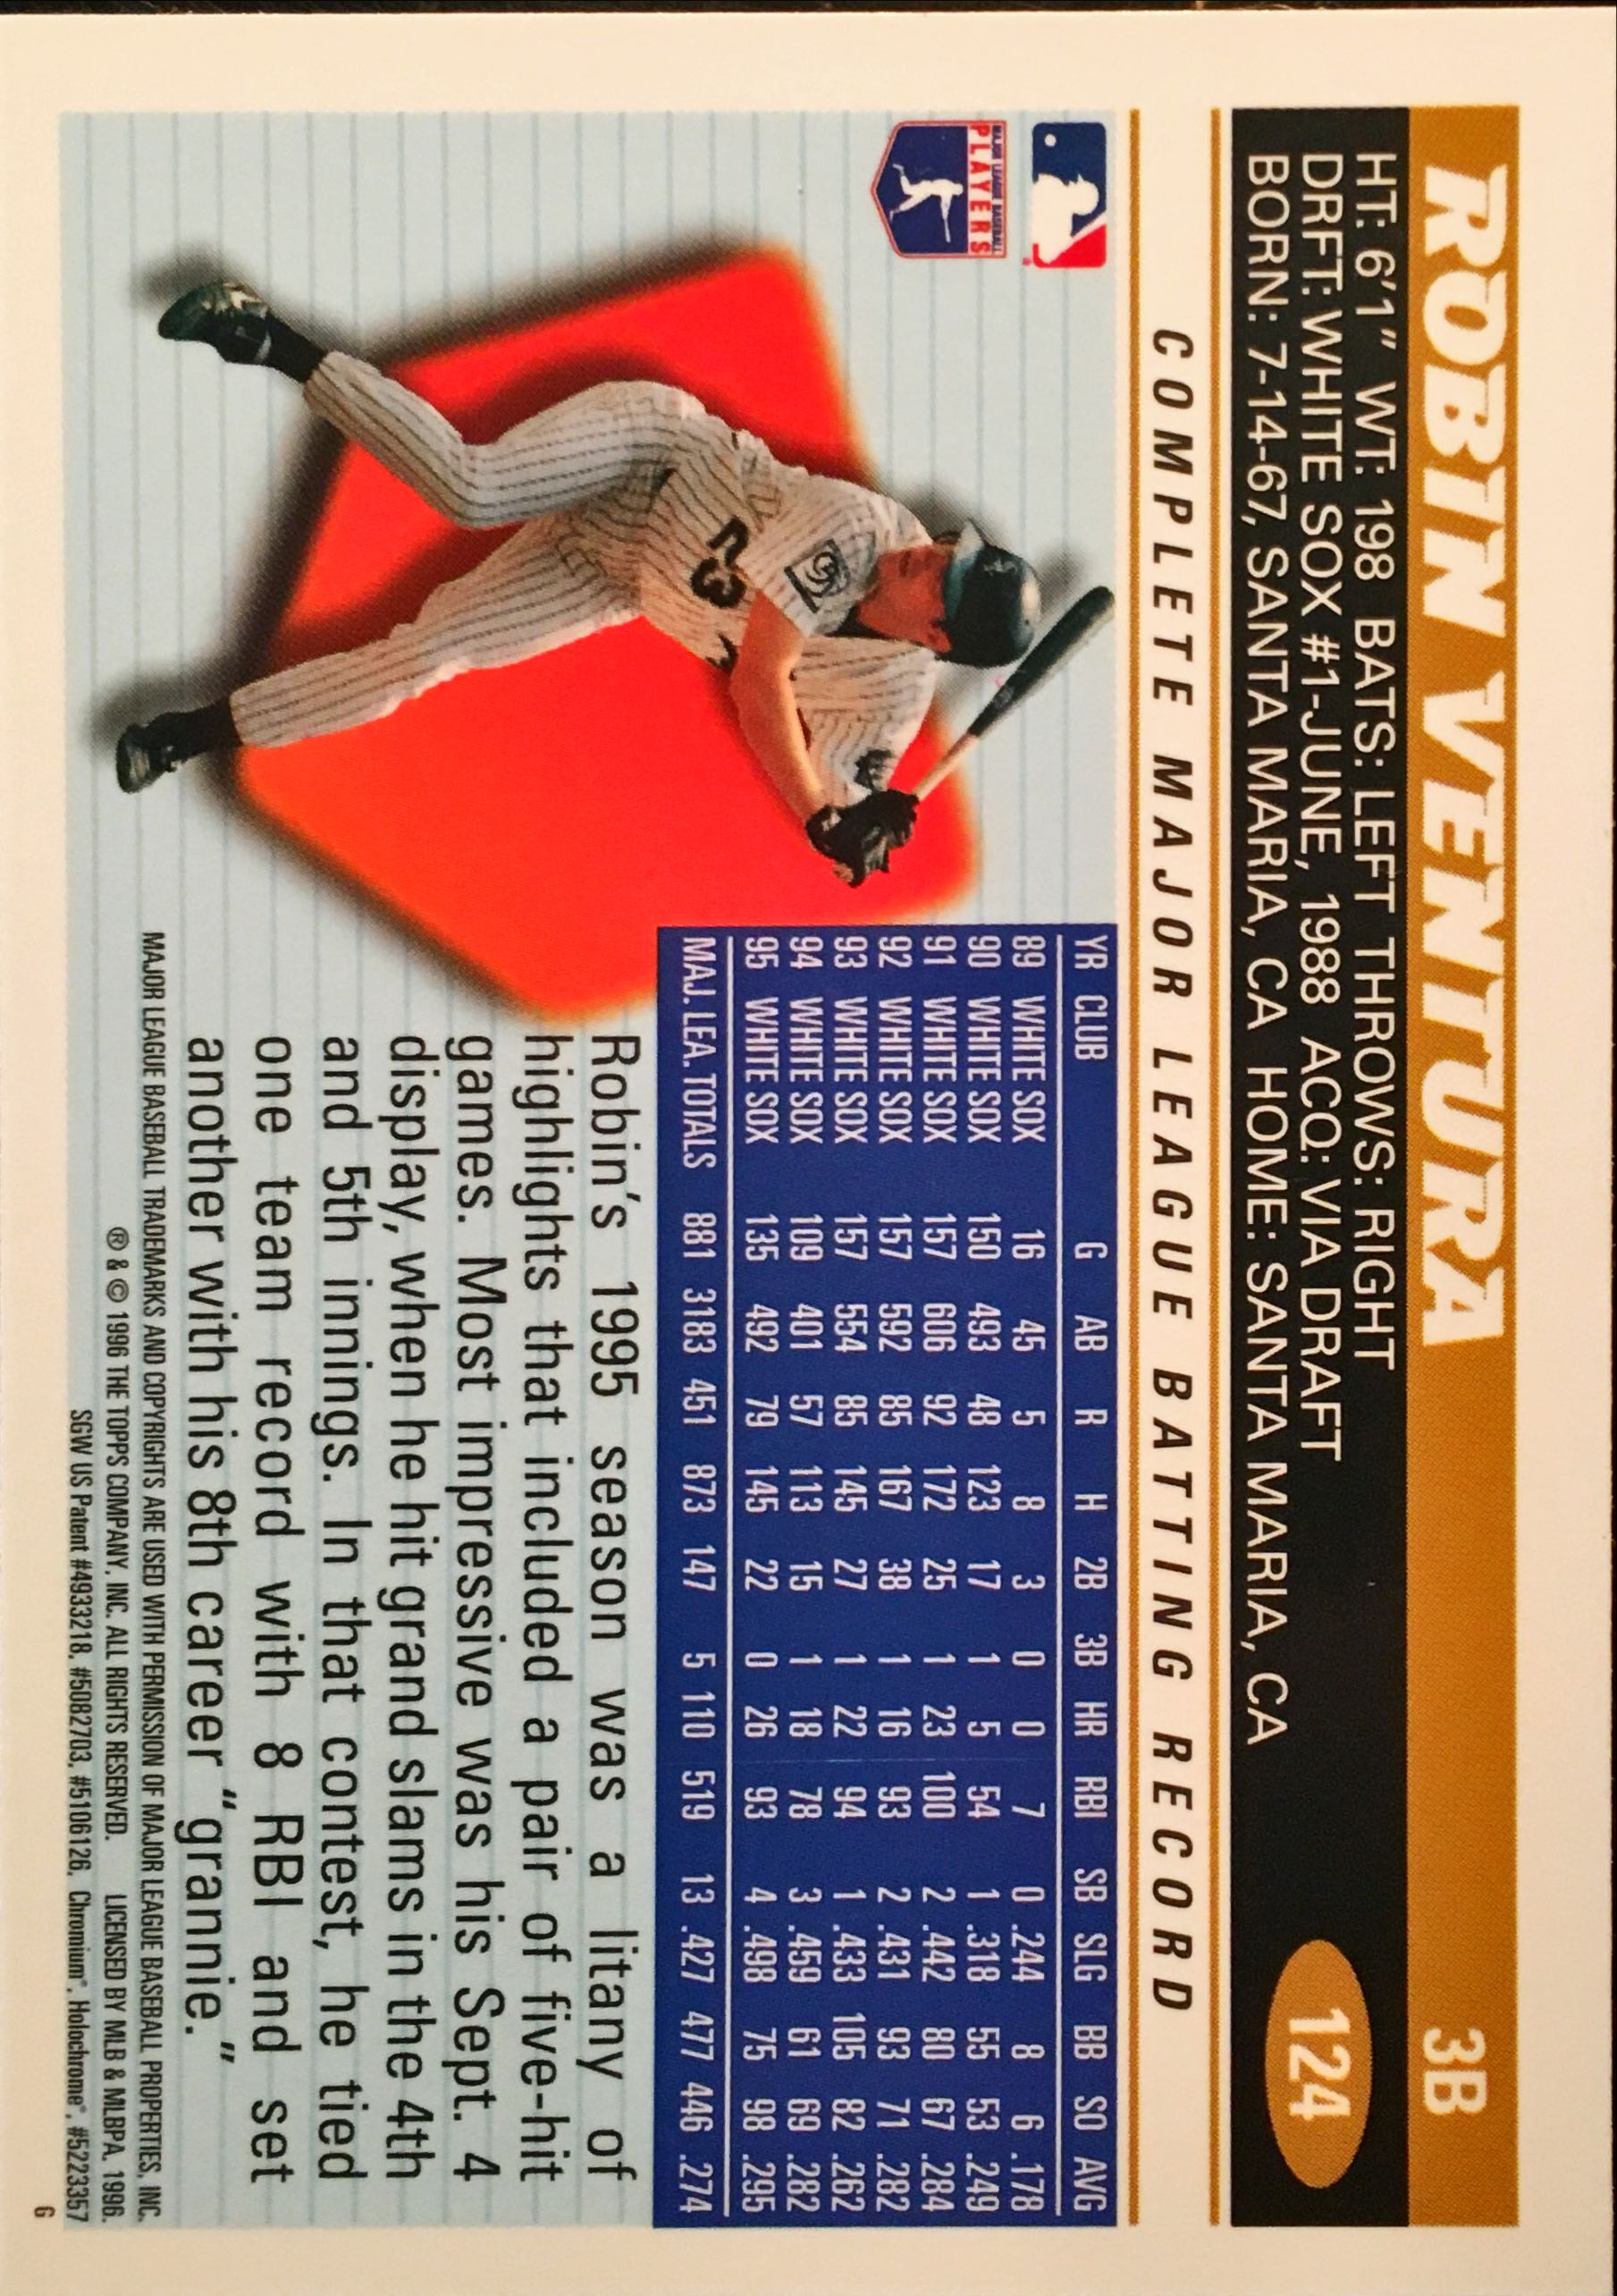 ROBIN VENTURA 3B
HT: 6'1" WT: 198 BATS: LEFT THROWS: RIGHT
DRFT: WHITE SOX #1-JUNE, 1988 ACQ: VIA DRAFT
BORN: 7-14-67, SANTA MARIA, CA HOME: SANTA MARIA, CA
124
COMPLETE MAJOR LEAGUE BATTING RECORD
MAJOR LEAGUE BASEBALL
PLAYERS
23
YR CLUB G AB R H 2B 3B HR RBI SB SLG BB SO AVG
89 WHITE SOX 16 45 5 8 3 0 0 7 0 .244 8 6 .178
90 WHITE SOX 150 493 48 123 17 1 5 54 1 .318 55 53 .249
91 WHITE SOX 157 606 92 172 25 1 23 100 2 .442 80 67 .284
92 WHITE SOX 157 592 85 167 38 1 16 93 2 .431 93 71 .282
93 WHITE SOX 157 554 85 145 27 1 22 94 1 .433 105 82 .262
94 WHITE SOX 109 401 57 113 15 1 18 78 3 .459 61 69 .282
95 WHITE SOX 135 492 79 145 22 0 26 93 4 .498 75 98 .295
MAJ. LEA. TOTALS 881 3183 451 873 147 5 110 519 13 .427 477 446 .274
Robin's 1995 season was a litany of
highlights that included a pair of five-hit
games. Most impressive was his Sept. 4
display, when he hit grand slams in the 4th
and 5th innings. In that contest, he tied
one team record with 8 RBI and set
another with his 8th career "grannie."
MAJOR LEAGUE BASEBALL TRADEMARKS AND COPYRIGHTS ARE USED WITH PERMISSION OF MAJOR LEAGUE BASEBALL PROPERTIES, INC.
® & © 1996 THE TOPPS COMPANY, INC. ALL RIGHTS RESERVED. LICENSED BY MLB & MLBPA, 1996.
SGW US Patent #4933218, #5082703, #5106126, Chromium®, Holochrome®, #5223357
G